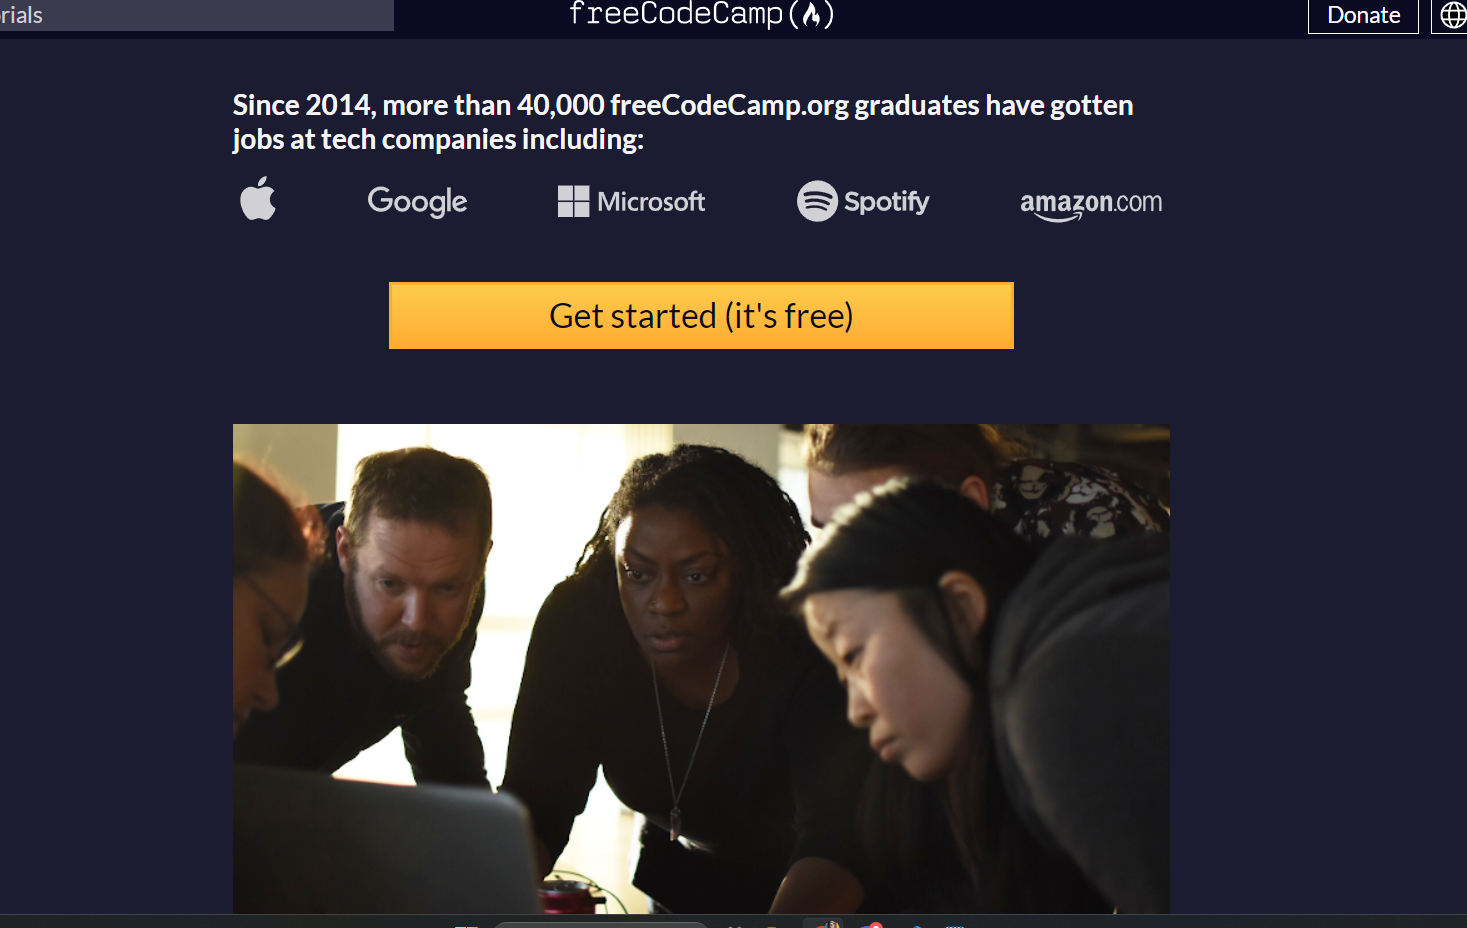 rials
freeCodeCamp
Donate
Since 2014, more than 40,000 freeCodeCamp.org graduates have gotten
jobs at tech companies including:
Google Microsoft Spotify amazon.com
Get started (it's free)